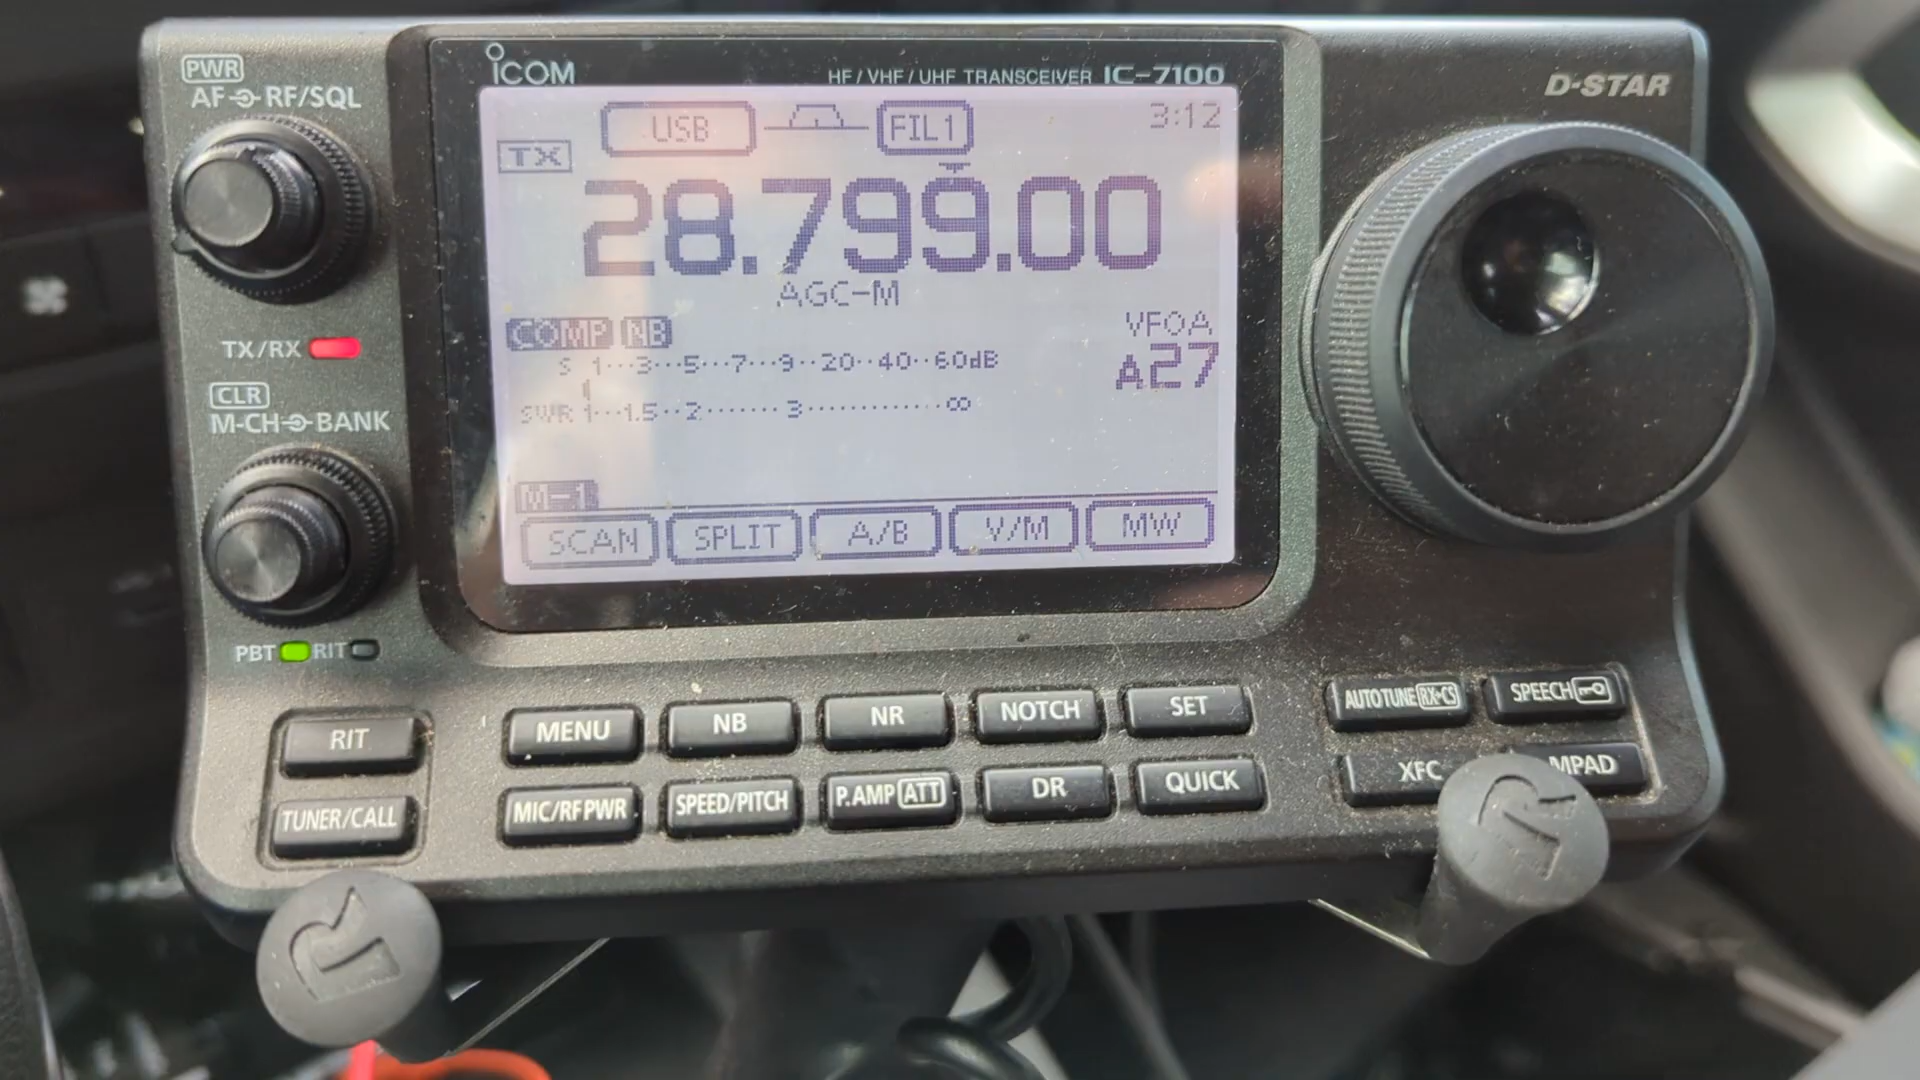 PWR
AF RF/SQL
ICOM
HF/VHF/UHF TRANSCEIVER IC-7100
D-STAR
USB FIL1 3:12
TX
28.799.00
AGC-M
COMP NB
VFOA
A27
S 1···3···5···7···9··20··40··60dB
SWR 1···1.5··2·······3············∞
M-1
SCAN SPLIT A/B V/M MW
TX/RX
CLR
M-CH BANK
PBT RIT
RIT MENU NB NR NOTCH SET AUTOTUNE RX>CS SPEECH
TUNER/CALL MIC/RF PWR SPEED/PITCH P.AMP ATT DR QUICK XFC MPAD
R
R